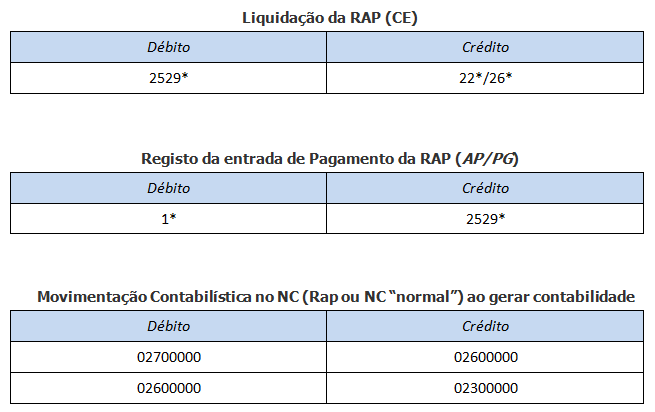 Liquidação da RAP (CE)
Débito Crédito
2529* 22*/26*
Registo da entrada de Pagamento da RAP (AP/PG)
Débito Crédito
1* 2529*
Movimentação Contabilística no NC (Rap ou NC “normal”) ao gerar contabilidade
Débito Crédito
02700000 02600000
02600000 02300000